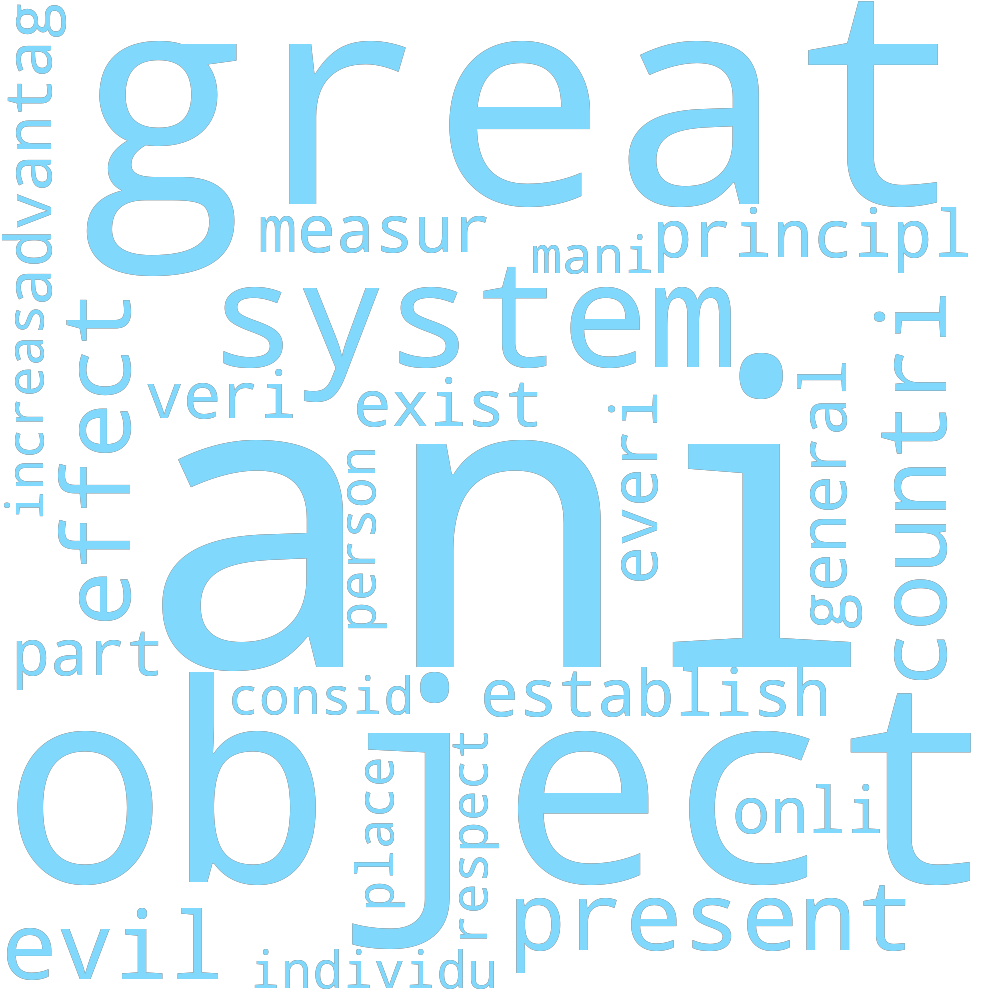 great
advantag
measur
principl
mani
system
increas
effect
countri
veri
exist
general
everi
ani
person
part
consid
establish
object
onli
place
respect
present
evil
individu